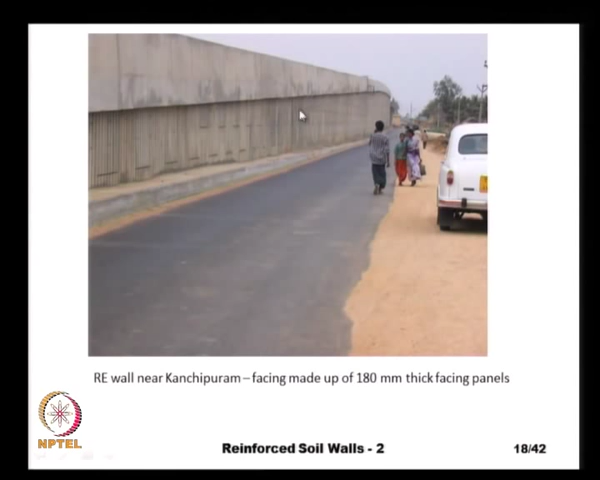 RE wall near Kanchipuram – facing made up of 180 mm thick facing panels
NPTEL
Reinforced Soil Walls - 2
18/42